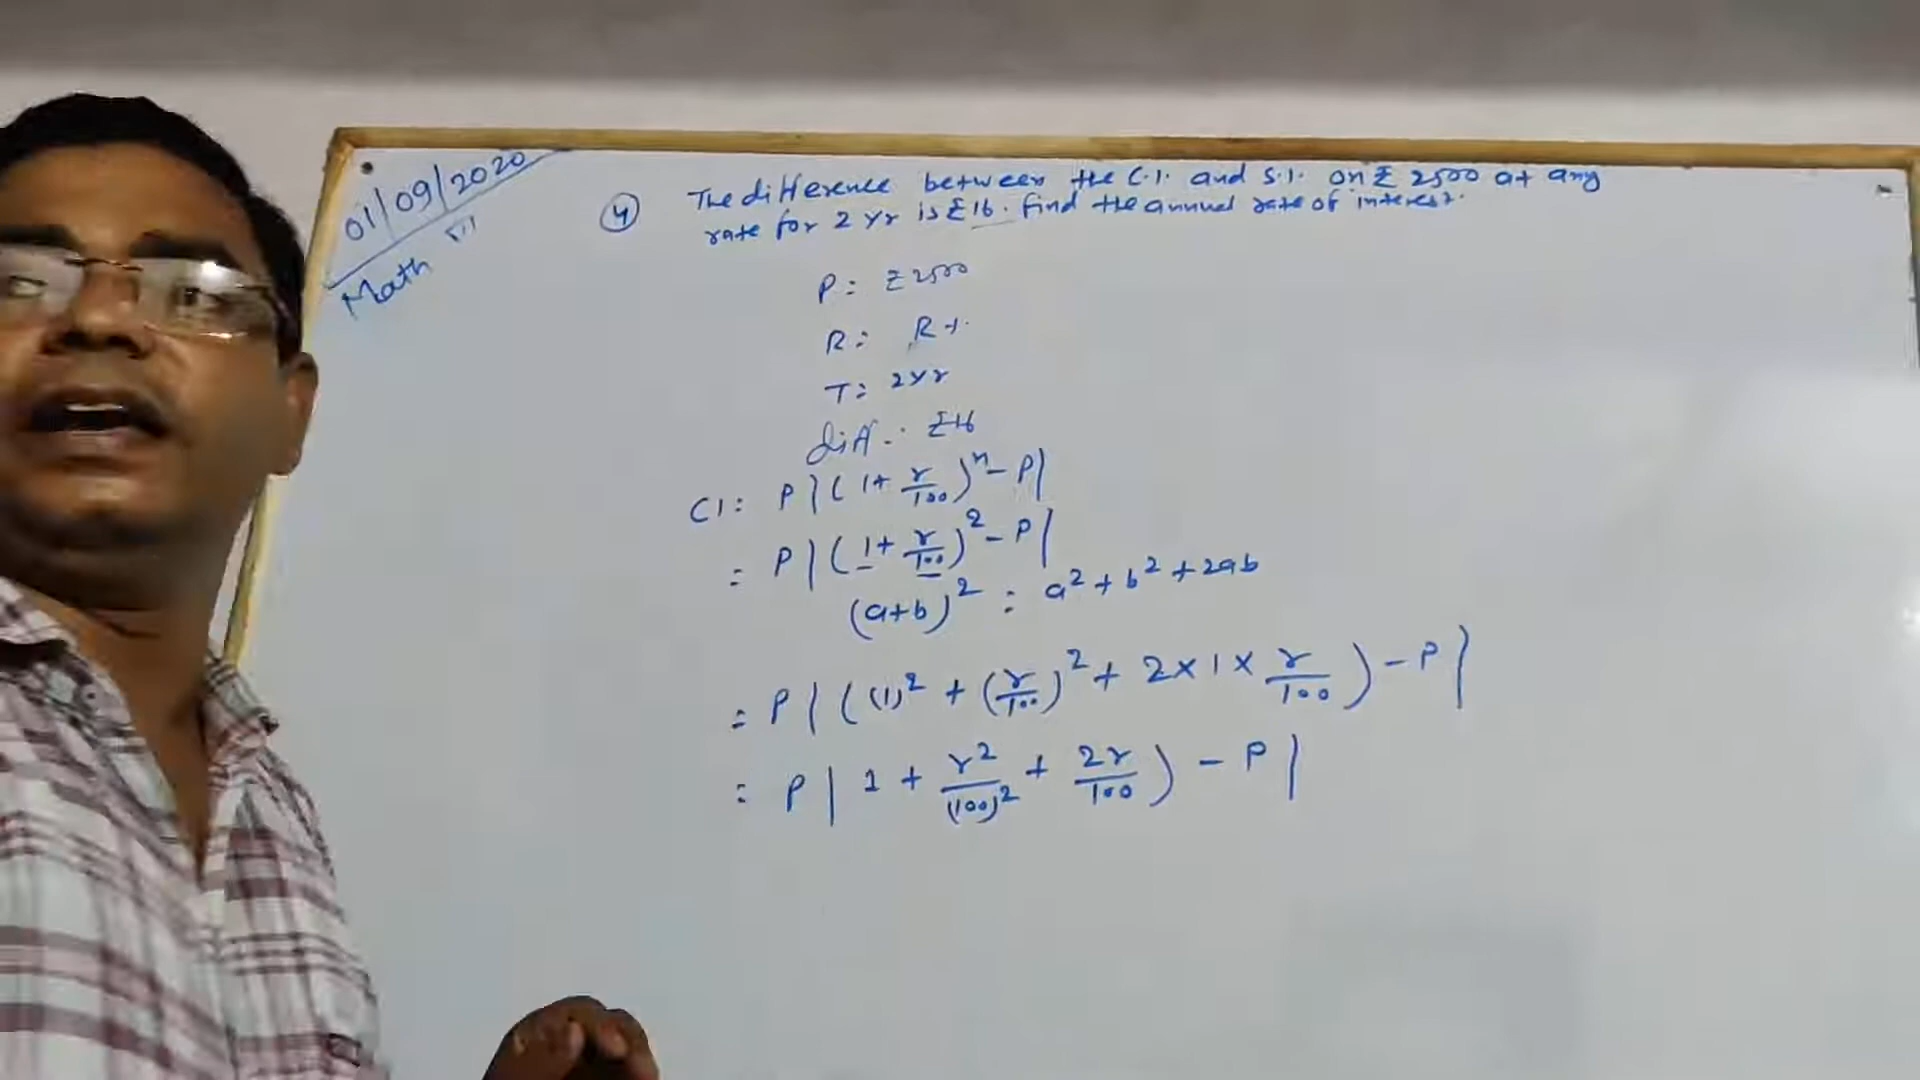 01/09/2020
VIII
Math
④ The difference between the C.I. and S.I. on ₹ 2500 at any
rate for 2 yr is ₹16. find the annual rate of interest.
P = ₹ 2500
R = R%
T = 2yr
diff. = ₹16
CI = P|(1+r/100)^n - P|
= P|(1+r/100)^2 - P|
(a+b)^2 = a^2 + b^2 + 2ab
= P|((1)^2 + (r/100)^2 + 2×1×r/100) - P|
= P|1 + r^2/(100)^2 + 2r/100) - P|